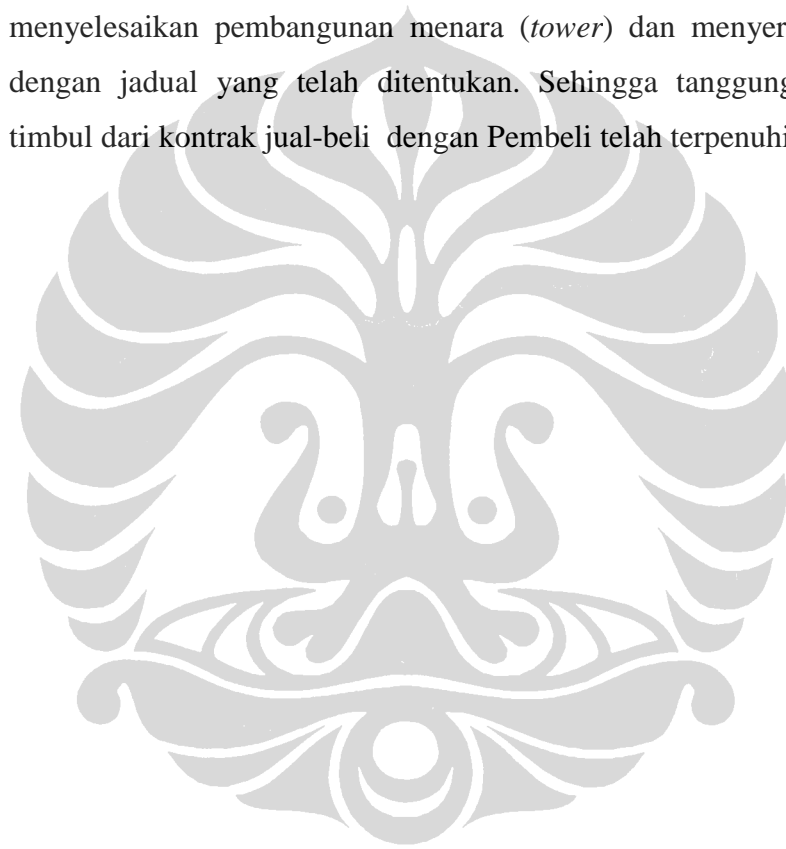 menyelesaikan pembangunan menara (tower) dan menyer
dengan jadual yang telah ditentukan. Sehingga tanggung
timbul dari kontrak jual-beli dengan Pembeli telah terpenuhi